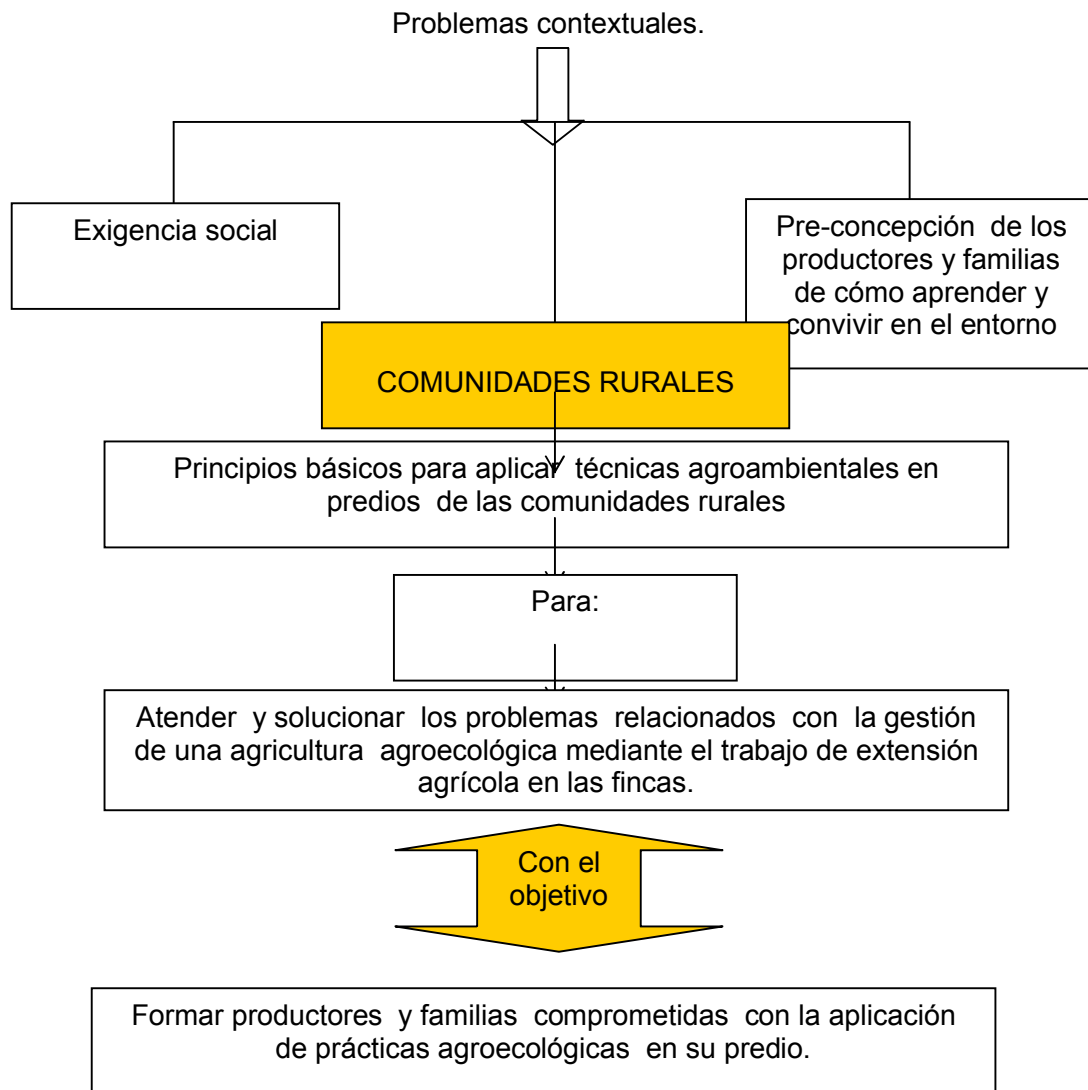 Problemas contextuales.
Exigencia social
Pre-concepción de los
productores y familias
de cómo aprender y
convivir en el entorno
COMUNIDADES RURALES
Principios básicos para aplicar técnicas agroambientales en
predios de las comunidades rurales
Para:
Atender y solucionar los problemas relacionados con la gestión
de una agricultura agroecológica mediante el trabajo de extensión
agrícola en las fincas.
Con el
objetivo
Formar productores y familias comprometidas con la aplicación
de prácticas agroecológicas en su predio.